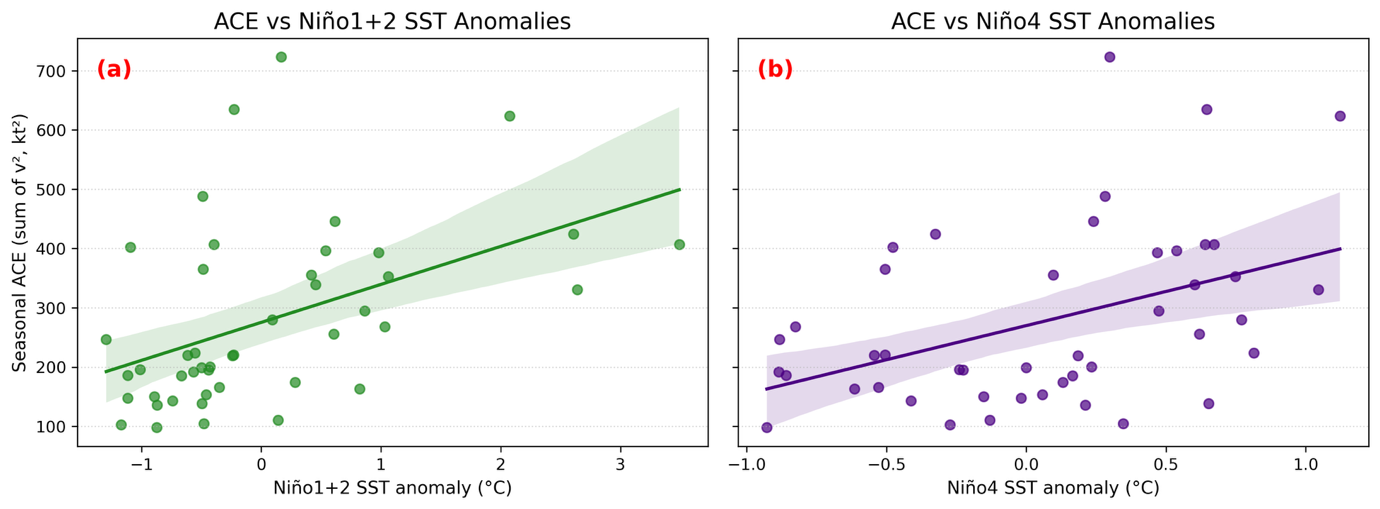 ACE vs Niño1+2 SST Anomalies
(a)
Seasonal ACE (sum of v², kt²)
700
600
500
400
300
200
100
−1
0
1
2
3
Niño1+2 SST anomaly (°C)
ACE vs Niño4 SST Anomalies
(b)
−1.0
−0.5
0.0
0.5
1.0
Niño4 SST anomaly (°C)